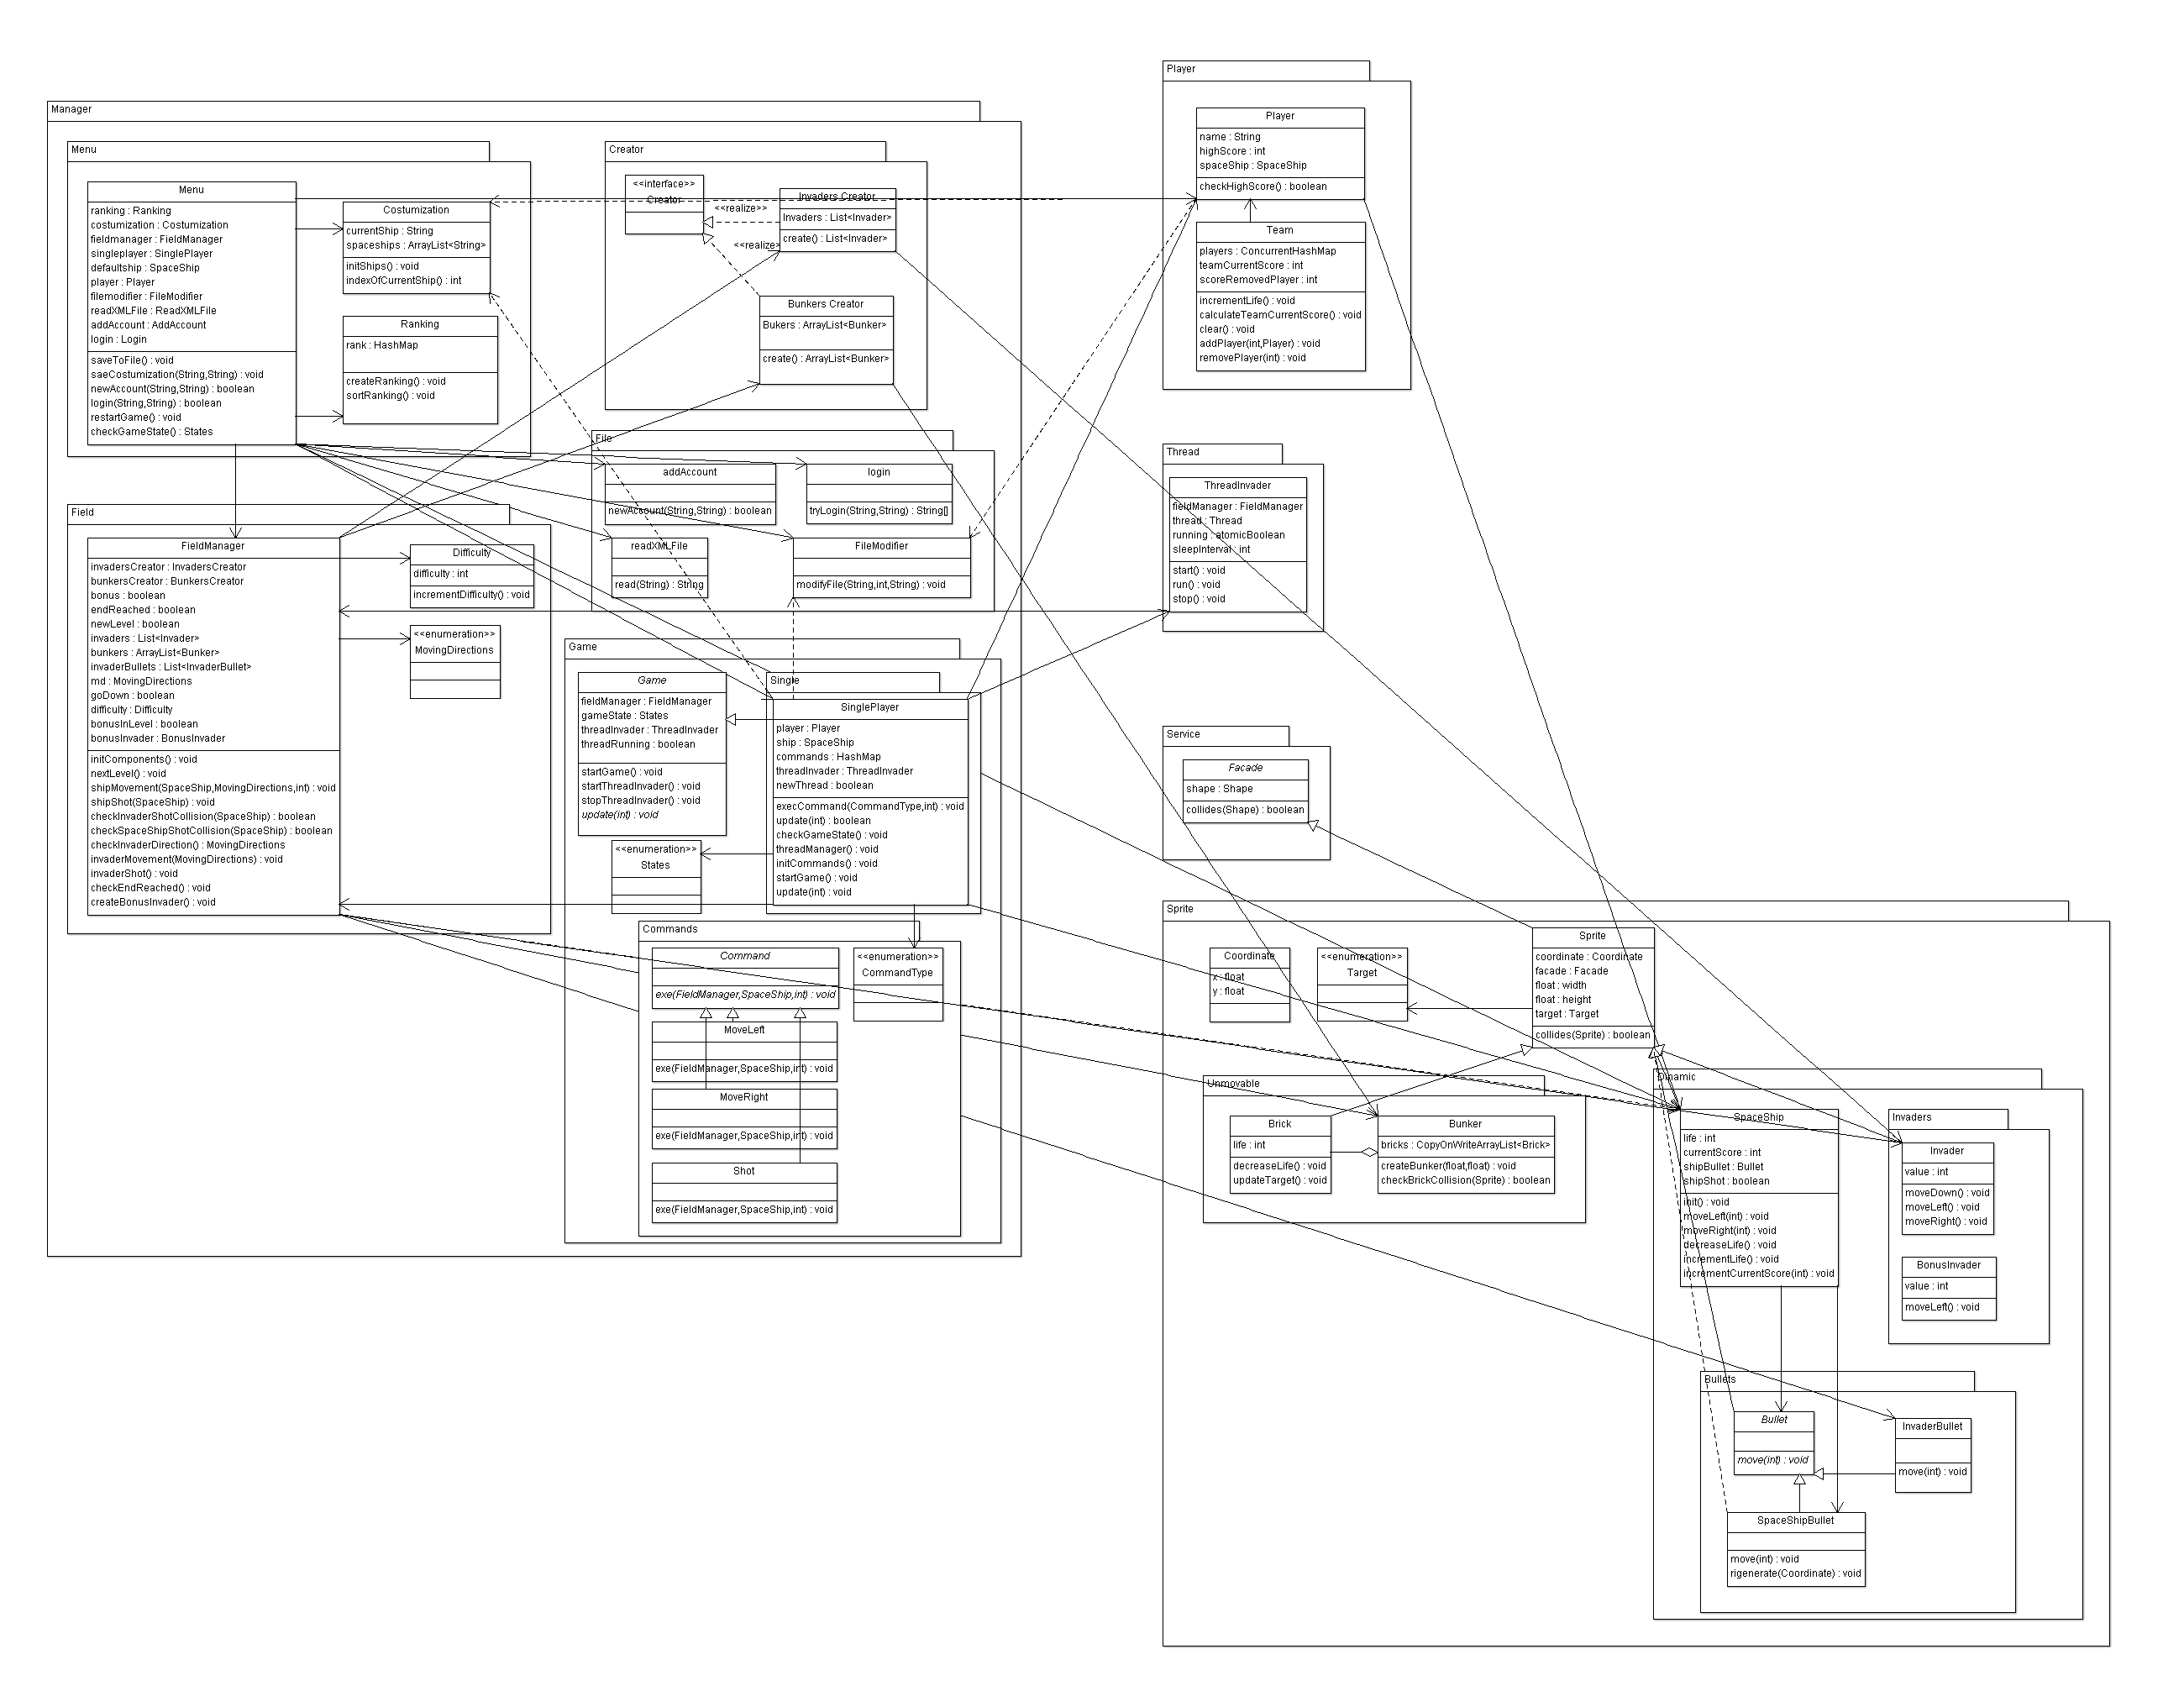 Manager
Menu
Menu
ranking : Ranking
costumization : Costumization
fieldmanager : FieldManager
singleplayer : SinglePlayer
defaultship : SpaceShip
player : Player
filemodifier : FileModifier
readXMLFile : ReadXMLFile
addAccount : AddAccount
login : Login
saveToFile() : void
saeCostumization(String,String) : void
newAccount(String,String) : boolean
login(String,String) : boolean
restartGame() : void
checkGameState() : States
Costumization
currentShip : String
spaceships : ArrayList<String>
initShips() : void
indexOfCurrentShip() : int
Ranking
rank : HashMap
createRanking() : void
sortRanking() : void
Creator
<<interface>>
Creator
<<realize>>
<<realize>
Invaders Creator
Invaders : List<Invader>
create() : List<Invader>
Bunkers Creator
Bukers : ArrayList<Bunker>
create() : ArrayList<Bunker>
File
addAccount
newAccount(String,String) : boolean
login
tryLogin(String,String) : String[]
readXMLFile
read(String) : String
FileModifier
modifyFile(String,int,String) : void
Field
FieldManager
invadersCreator : InvadersCreator
bunkersCreator : BunkersCreator
bonus : boolean
endReached : boolean
newLevel : boolean
invaders : List<Invader>
bunkers : ArrayList<Bunker>
invaderBullets : List<InvaderBullet>
md : MovingDirections
goDown : boolean
difficulty : Difficulty
bonusInLevel : boolean
bonusInvader : BonusInvader
initComponents() : void
nextLevel() : void
shipMovement(SpaceShip,MovingDirections,int) : void
shipShot(SpaceShip) : void
checkInvaderShotCollision(SpaceShip) : boolean
checkSpaceShipShotCollision(SpaceShip) : boolean
checkInvaderDirection() : MovingDirections
invaderMovement(MovingDirections) : void
invaderShot() : void
checkEndReached() : void
createBonusInvader() : void
Difficulty
difficulty : int
incrementDifficulty() : void
<<enumeration>>
MovingDirections
Game
Game
fieldManager : FieldManager
gameState : States
threadInvader : ThreadInvader
threadRunning : boolean
startGame() : void
startThreadInvader() : void
stopThreadInvader() : void
update(int) : void
<<enumeration>>
States
Single
SinglePlayer
player : Player
ship : SpaceShip
commands : HashMap
threadInvader : ThreadInvader
newThread : boolean
execCommand(CommandType,int) : void
update(int) : boolean
checkGameState() : void
threadManager() : void
initCommands() : void
startGame() : void
update(int) : void
Commands
Command
exe(FieldManager,SpaceShip,int) : void
<<enumeration>>
CommandType
MoveLeft
exe(FieldManager,SpaceShip,int) : void
MoveRight
exe(FieldManager,SpaceShip,int) : void
Shot
exe(FieldManager,SpaceShip,int) : void
Player
Player
name : String
highScore : int
spaceShip : SpaceShip
checkHighScore() : boolean
Team
players : ConcurrentHashMap
teamCurrentScore : int
scoreRemovedPlayer : int
incrementLife() : void
calculateTeamCurrentScore() : void
clear() : void
addPlayer(int,Player) : void
removePlayer(int) : void
Thread
ThreadInvader
fieldManager : FieldManager
thread : Thread
running : atomicBoolean
sleepInterval : int
start() : void
run() : void
stop() : void
Service
Facade
shape : Shape
collides(Shape) : boolean
Sprite
Coordinate
x : float
y : float
<<enumeration>>
Target
Sprite
coordinate : Coordinate
facade : Facade
float : width
float : height
target : Target
collides(Sprite) : boolean
Unmovable
Brick
life : int
decreaseLife() : void
updateTarget() : void
Bunker
bricks : CopyOnWriteArrayList<Brick>
createBunker(float,float) : void
checkBrickCollision(Sprite) : boolean
Dinamic
SpaceShip
life : int
currentScore : int
shipBullet : Bullet
shipShot : boolean
init() : void
moveLeft(int) : void
moveRight(int) : void
decreaseLife() : void
incrementLife() : void
incrementCurrentScore(int) : void
Invaders
Invader
value : int
moveDown() : void
moveLeft() : void
moveRight() : void
BonusInvader
value : int
moveLeft() : void
Bullets
Bullet
move(int) : void
InvaderBullet
move(int) : void
SpaceShipBullet
move(int) : void
rigenerate(Coordinate) : void